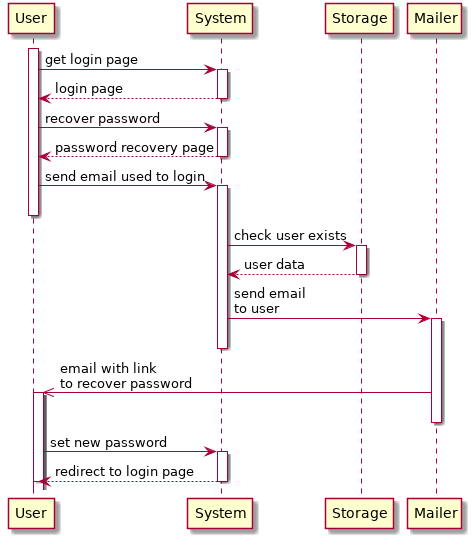 User System Storage Mailer
get login page
login page
recover password
password recovery page
send email used to login
check user exists
user data
send email
to user
email with link
to recover password
set new password
redirect to login page
User System Storage Mailer